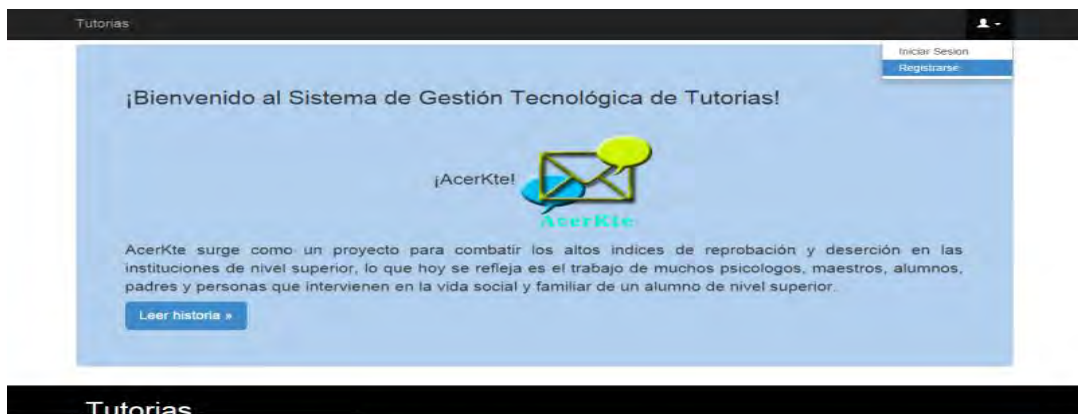 Tutorias
Iniciar Sesion
Registrarse
¡Bienvenido al Sistema de Gestión Tecnológica de Tutorias!
¡AcerKte!
AcerKte
AcerKte surge como un proyecto para combatir los altos indices de reprobación y deserción en las
instituciones de nivel superior, lo que hoy se refleja es el trabajo de muchos psicologos, maestros, alumnos,
padres y personas que intervienen en la vida social y familiar de un alumno de nivel superior.
Leer historia »
Tutorias